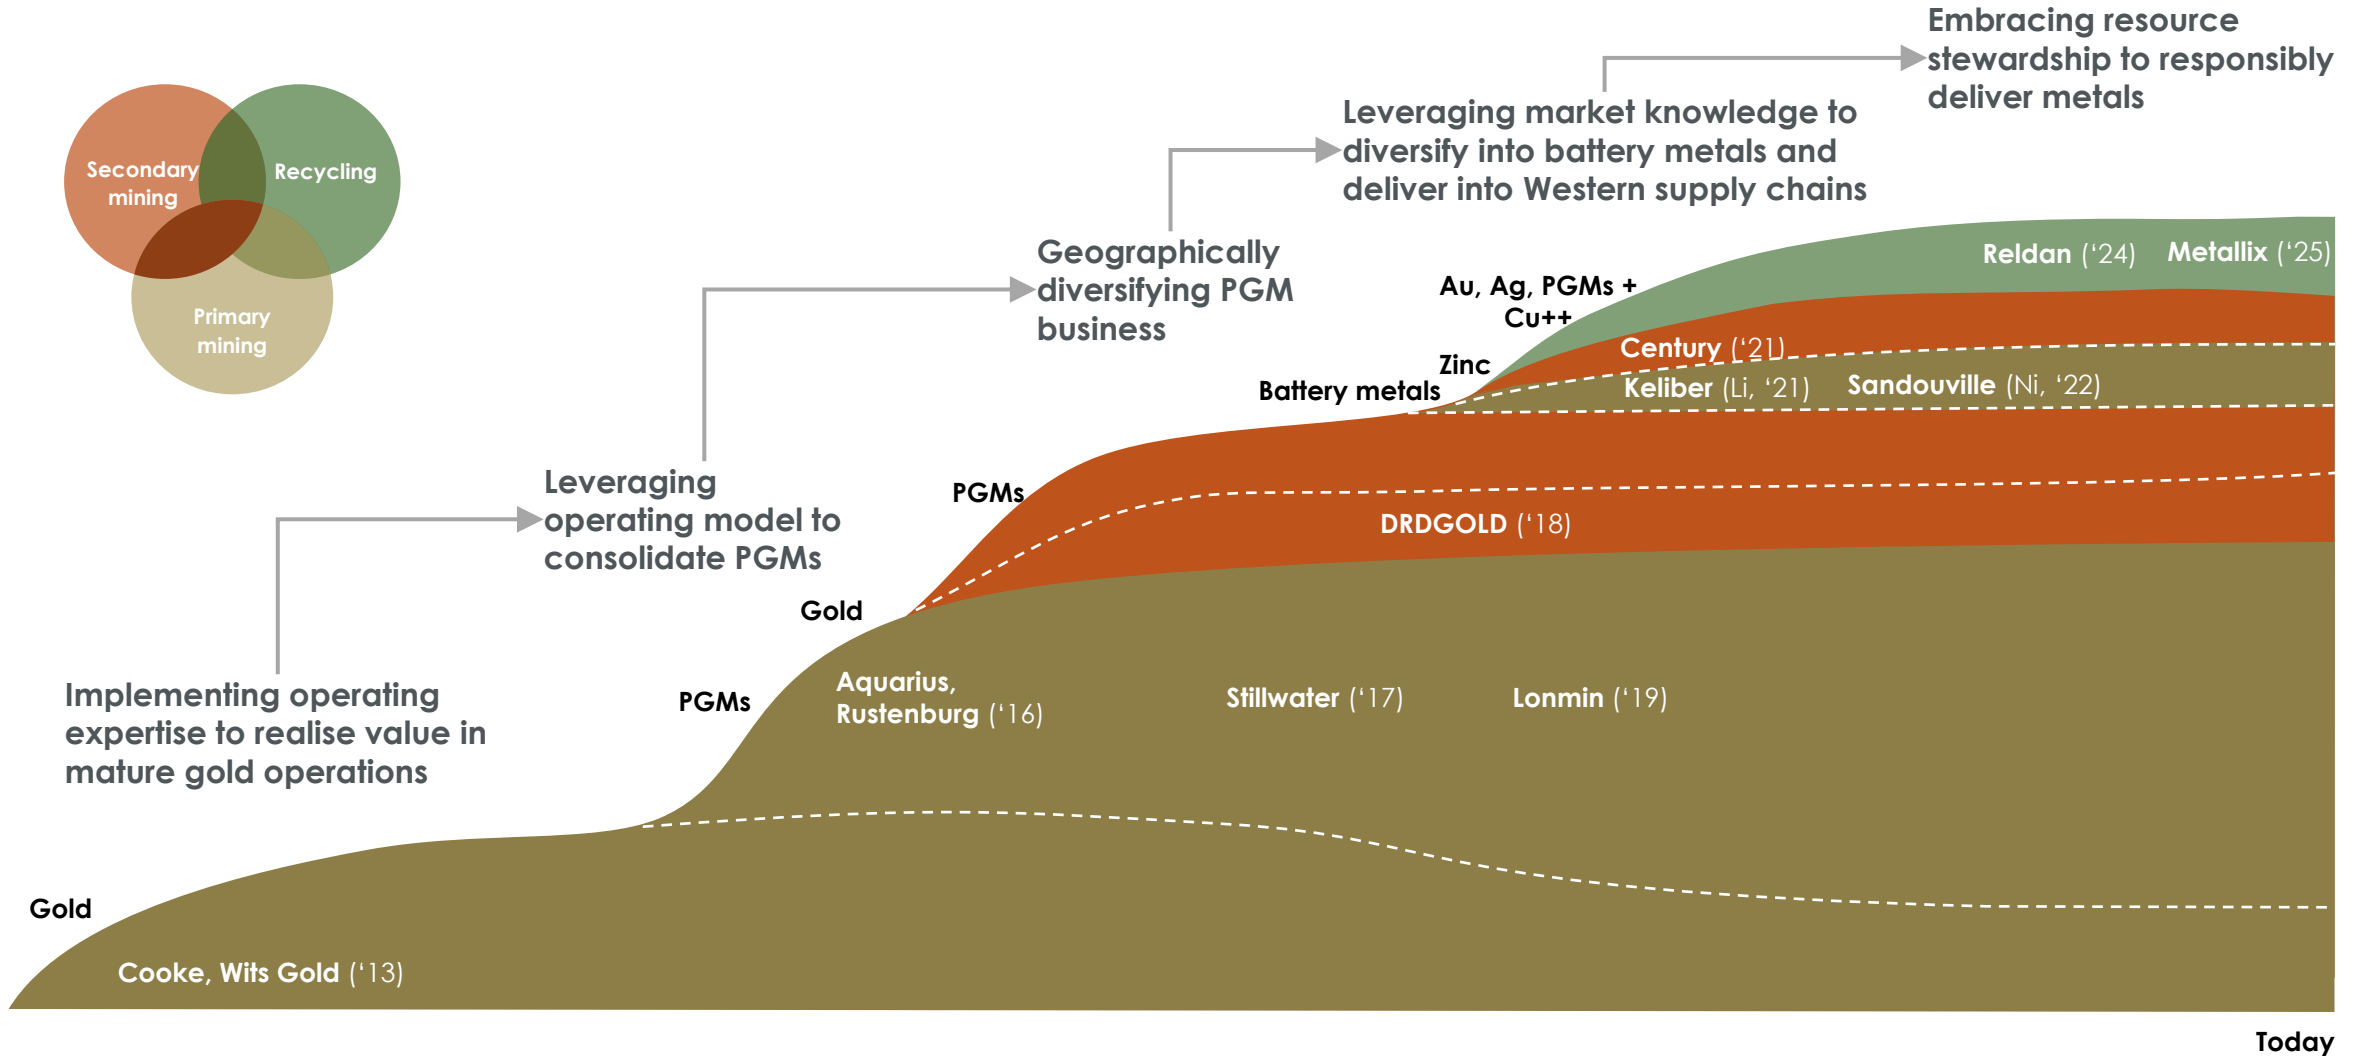 Embracing resource
stewardship to responsibly
deliver metals
Leveraging market knowledge to
diversify into battery metals and
deliver into Western supply chains
Secondary
mining
Recycling
Primary
mining
Geographically
diversifying PGM
business
Reldan (‘24)
Metallix (‘25)
Au, Ag, PGMs +
Cu++
Century (‘21)
Zinc
Battery metals
Keliber (Li, ‘21)
Sandouville (Ni, ‘22)
Leveraging
operating model to
consolidate PGMs
PGMs
DRDGOLD (‘18)
Gold
Implementing operating
expertise to realise value in
mature gold operations
PGMs
Aquarius,
Rustenburg (‘16)
Stillwater (‘17)
Lonmin (‘19)
Gold
Cooke, Wits Gold (‘13)
Today